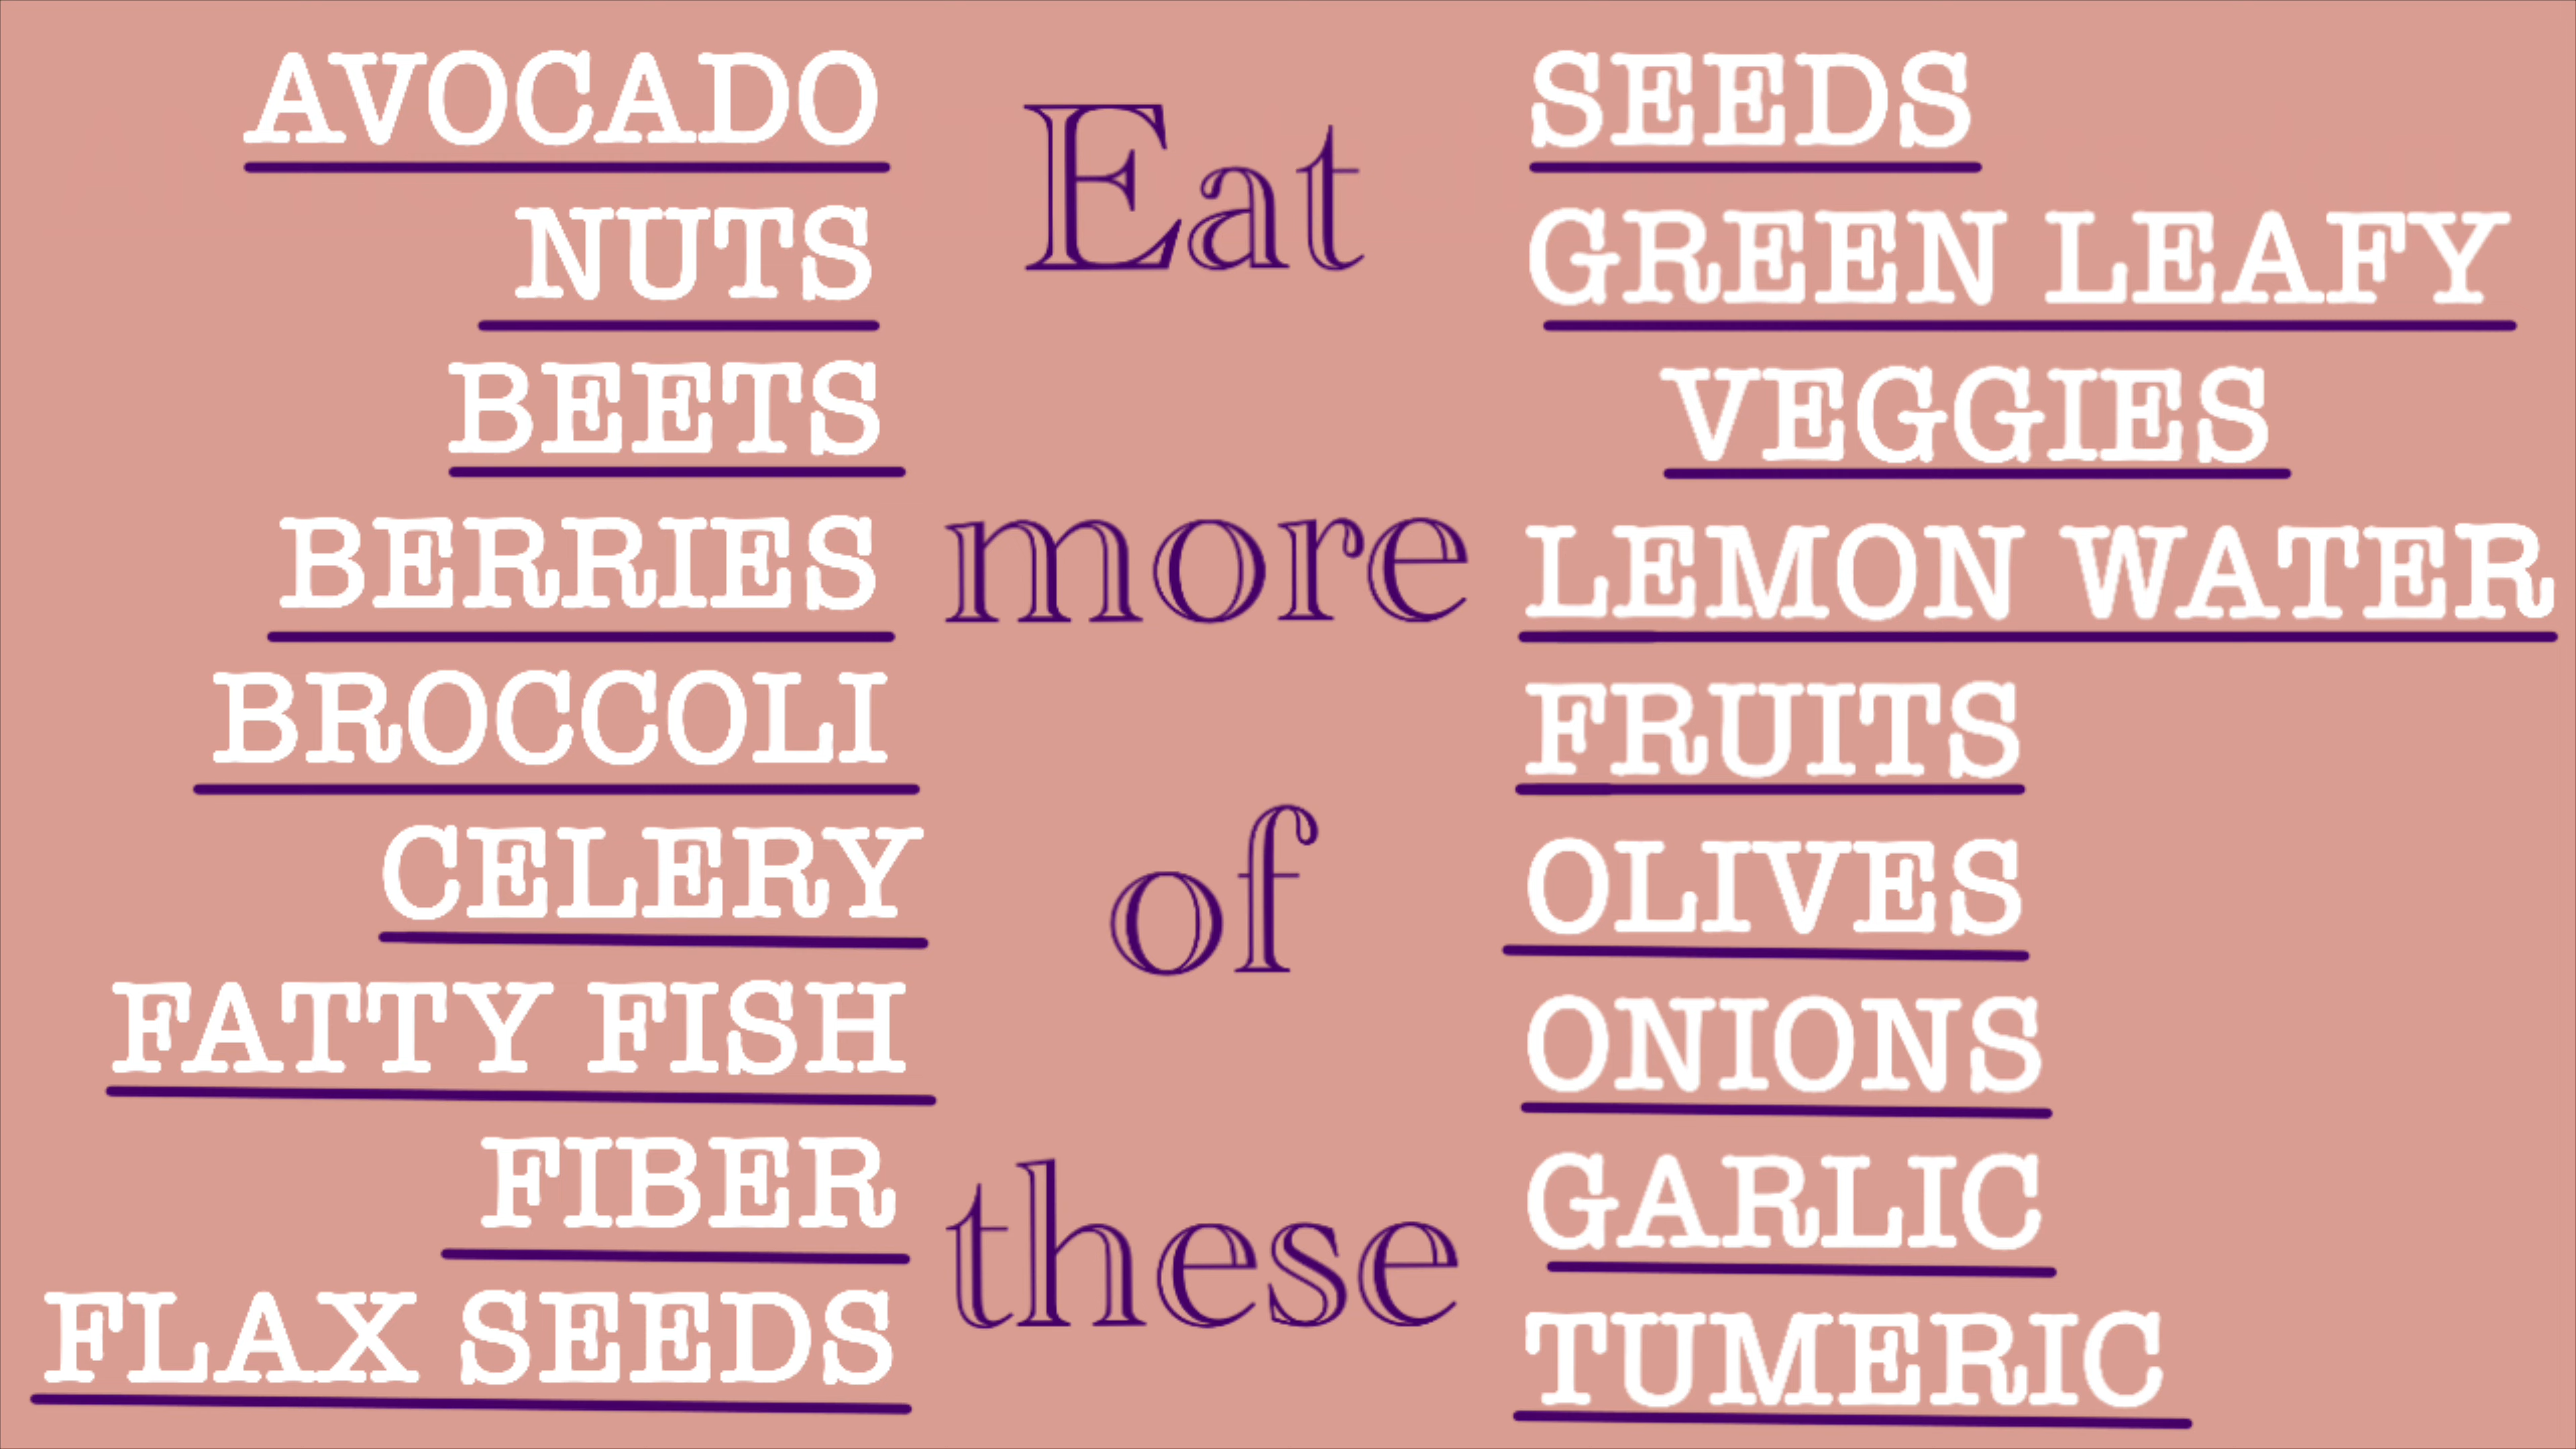 AVOCADO
NUTS
BEETS
BERRIES
BROCCOLI
CELERY
FATTY FISH
FIBER
FLAX SEEDS
Eat
more
of
these
SEEDS
GREEN LEAFY
VEGGIES
LEMON WATER
FRUITS
OLIVES
ONIONS
GARLIC
TUMERIC